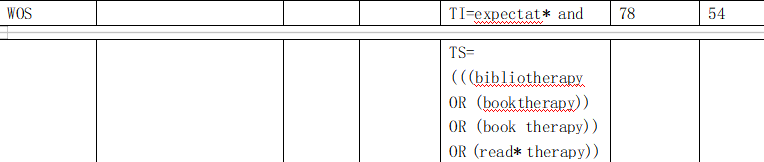 WOS TI=expectat* and 78 54
TS=
(((bibliotherapy
OR (booktherapy))
OR (book therapy))
OR (read* therapy))